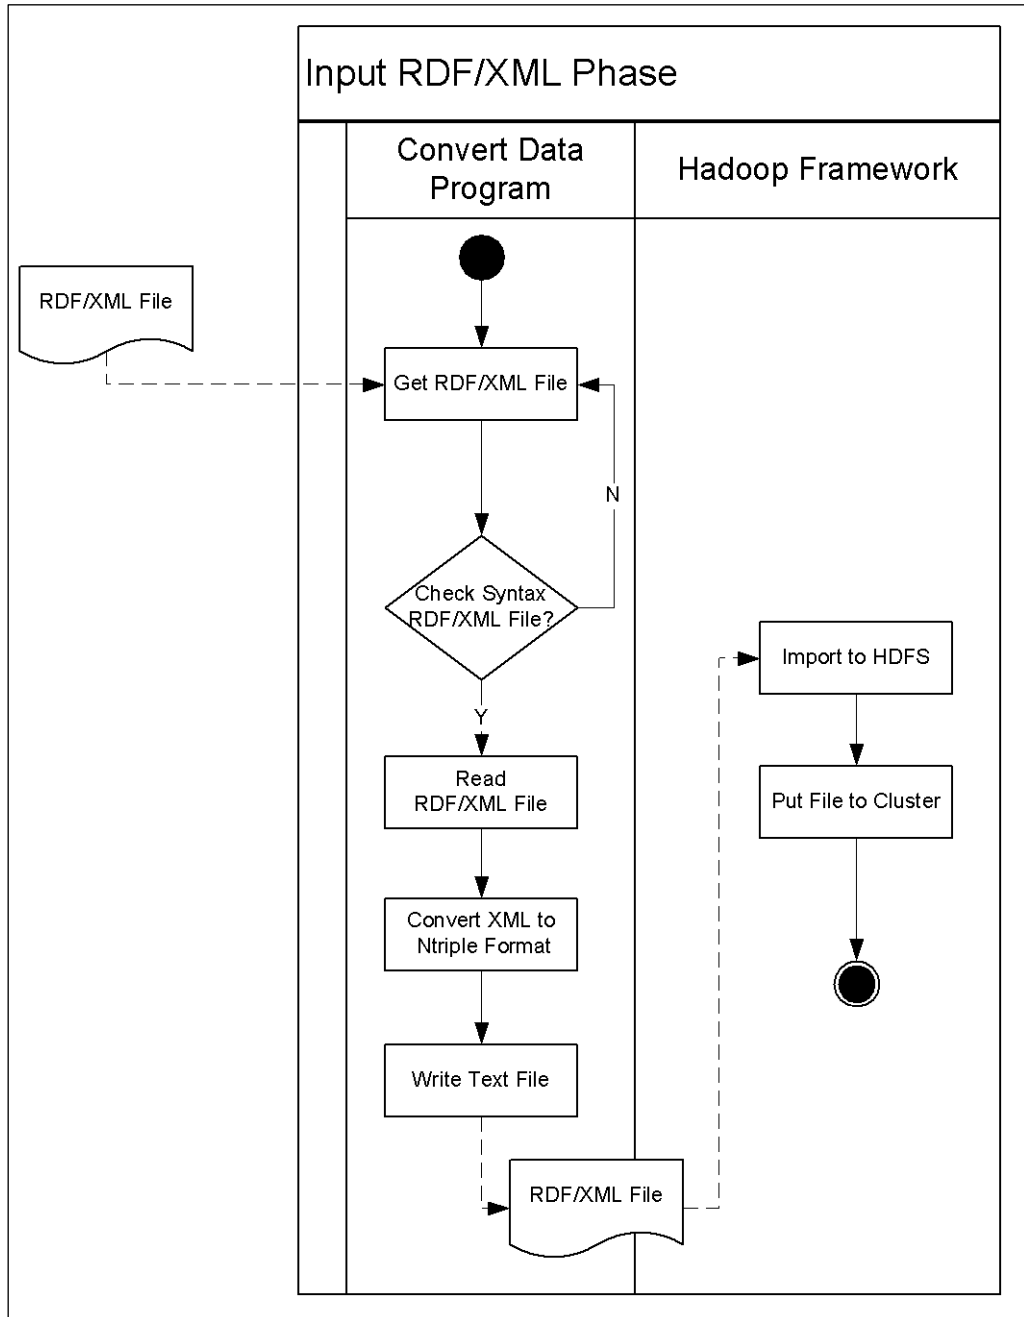 Input RDF/XML Phase
Convert Data
Program
Hadoop Framework
RDF/XML File
Get RDF/XML File
N
Check Syntax
RDF/XML File?
Y
Read
RDF/XML File
Convert XML to
Ntriple Format
Write Text File
RDF/XML File
Import to HDFS
Put File to Cluster